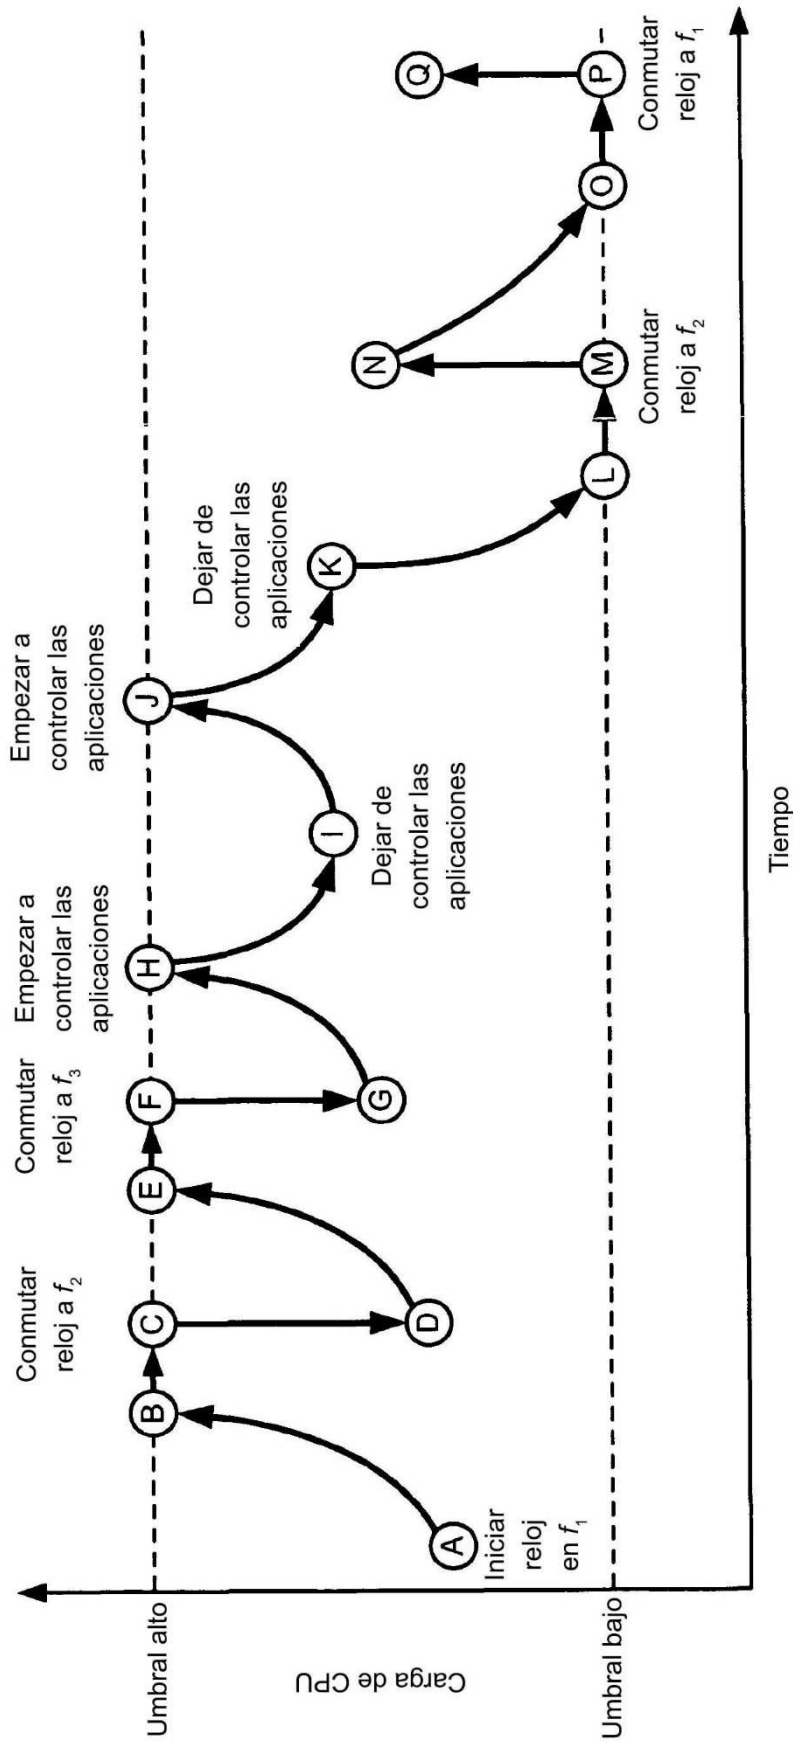 Conmutar
reloj a f₂
Conmutar
reloj a f₃
Empezar a
controlar las
aplicaciones
Empezar a
controlar las
aplicaciones
Umbral alto
B
C
E
F
H
J
Dejar de
controlar las
aplicaciones
Carga de CPU
A
Iniciar
reloj
en f₁
D
G
I
Dejar de
controlar las
aplicaciones
K
N
Q
Umbral bajo
L
M
O
P
Conmutar
reloj a f₂
Conmutar
reloj a f₁
Tiempo